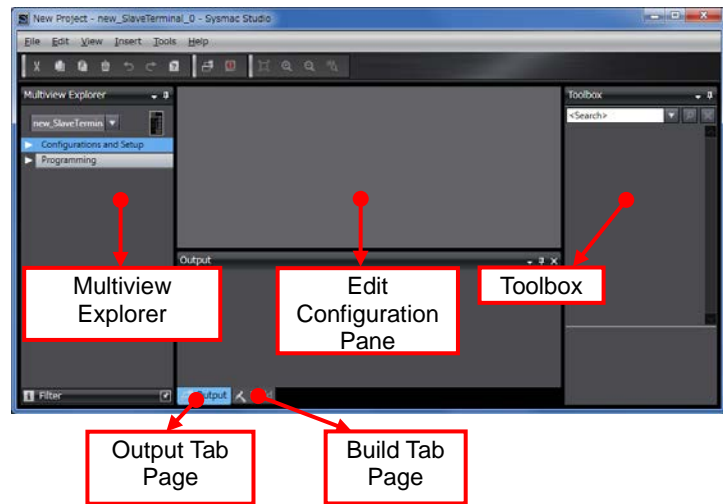 New Project - new_SlaveTerminal_0 - Sysmac Studio
File Edit View Insert Tools Help
Multiview Explorer
Toolbox
new_SlaveTermin
<Search>
Configurations and Setup
Programming
Output
Multiview
Explorer
Edit
Configuration
Pane
Toolbox
Filter
Output
Output Tab
Page
Build Tab
Page